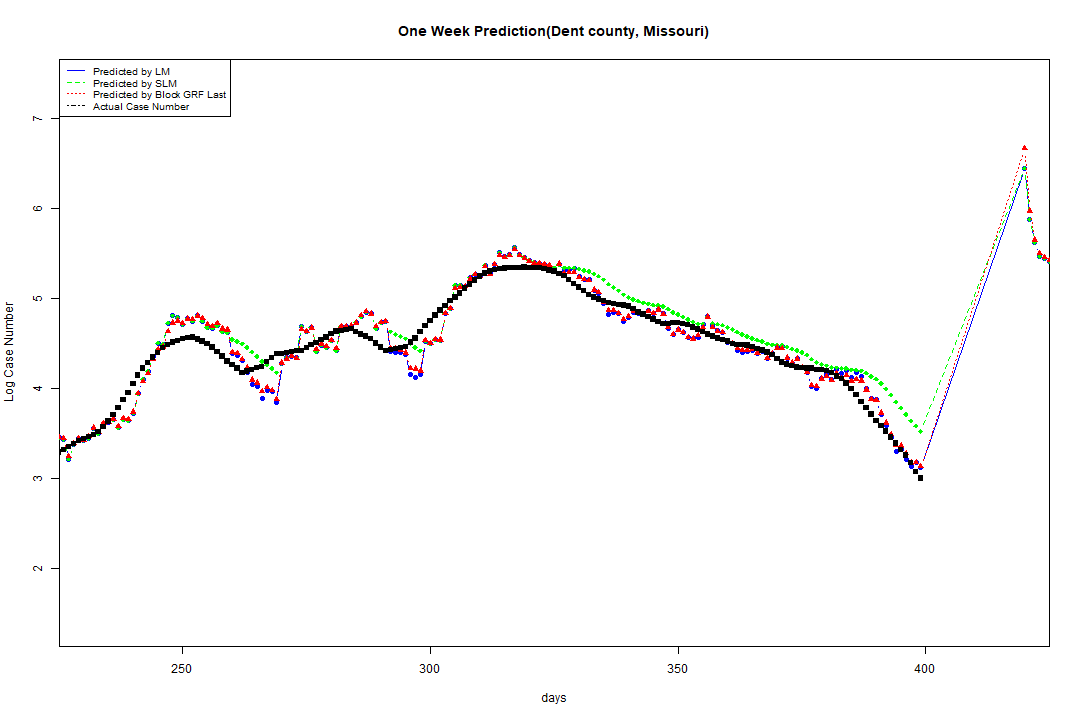 One Week Prediction(Dent county, Missouri)
Predicted by LM
Predicted by SLM
Predicted by Block GRF Last
Actual Case Number
7
6
5
4
3
2
Log Case Number
250 300 350 400
days